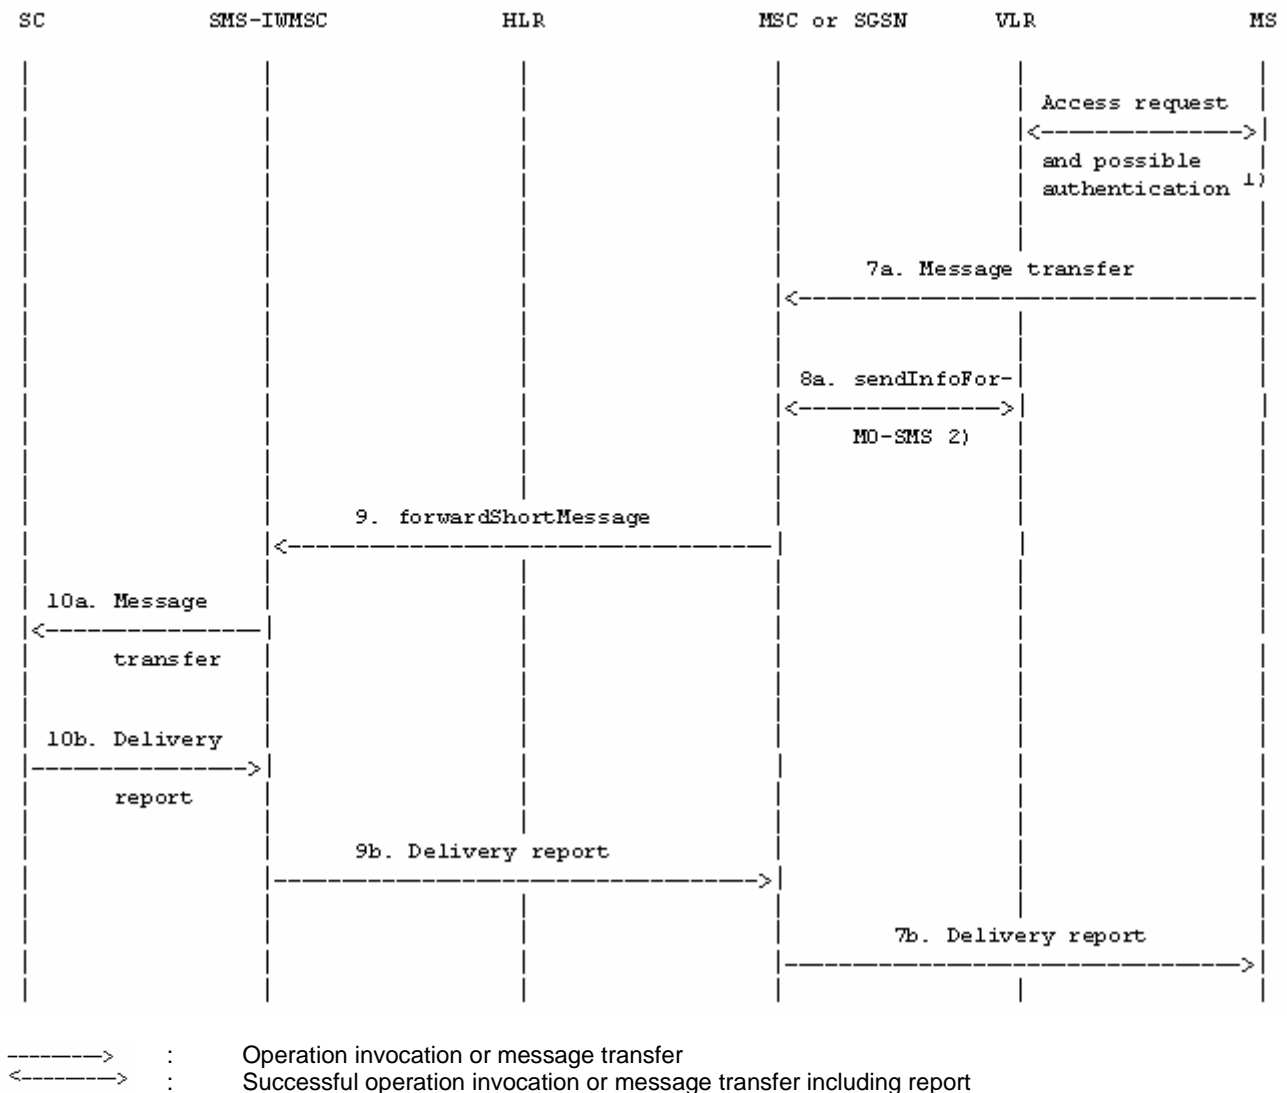 SC SMS-IWMSC HLR MSC or SGSN VLR MS
Access request
and possible
authentication 1)
7a. Message transfer
8a. sendInfoFor-
MO-SMS 2)
9. forwardShortMessage
10a. Message
transfer
10b. Delivery
report
9b. Delivery report
7b. Delivery report
: Operation invocation or message transfer
: Successful operation invocation or message transfer including report